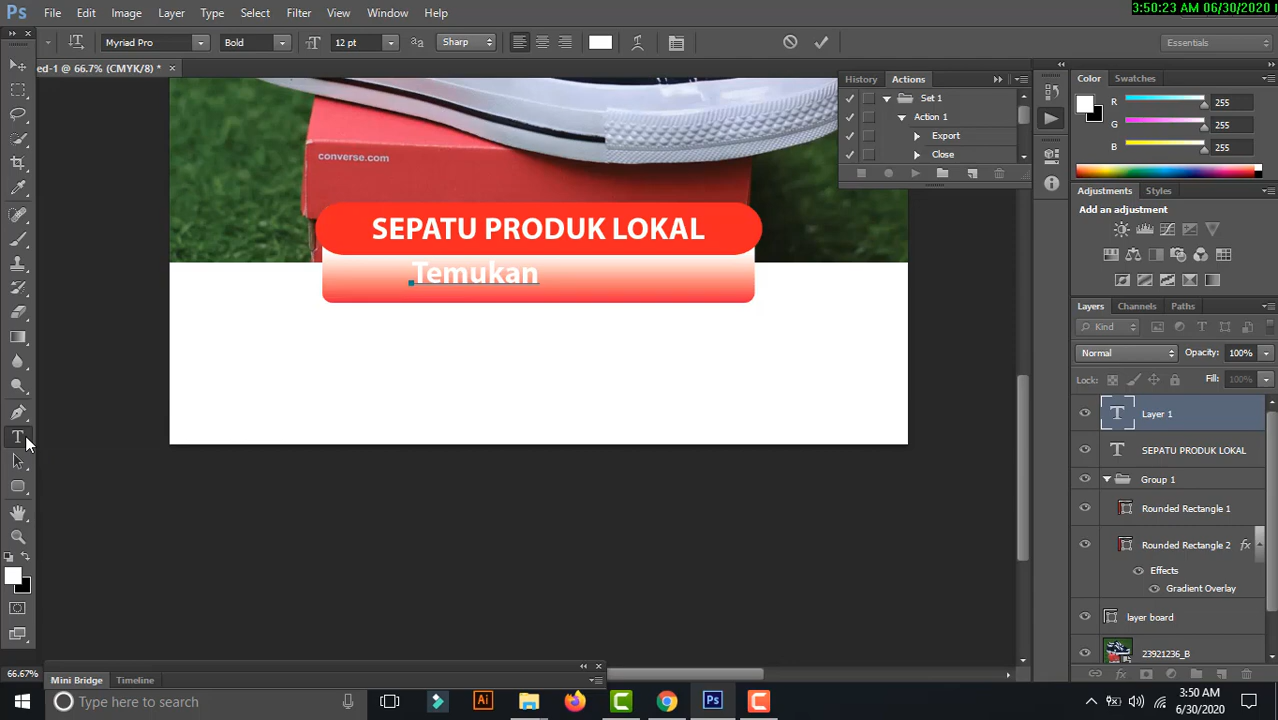 3:50:23 AM 06/30/2020
Ps File Edit Image Layer Type Select Filter View Window Help
Myriad Pro Bold 12 pt Sharp Essentials
ed-1 @ 66.7% (CMYK/8) *
History Actions
Set 1
Action 1
Export
Close
Color Swatches
R 255
G 255
B 255
Adjustments Styles
Add an adjustment
Layers Channels Paths
Kind
Normal Opacity: 100%
Lock: Fill: 100%
Layer 1
SEPATU PRODUK LOKAL
Group 1
Rounded Rectangle 1
Rounded Rectangle 2 fx
Effects
Gradient Overlay
layer board
23921236_B
converse.com
SEPATU PRODUK LOKAL
Temukan
66.67%
Mini Bridge Timeline
Type here to search
Ai Ps
3:50 AM
6/30/2020